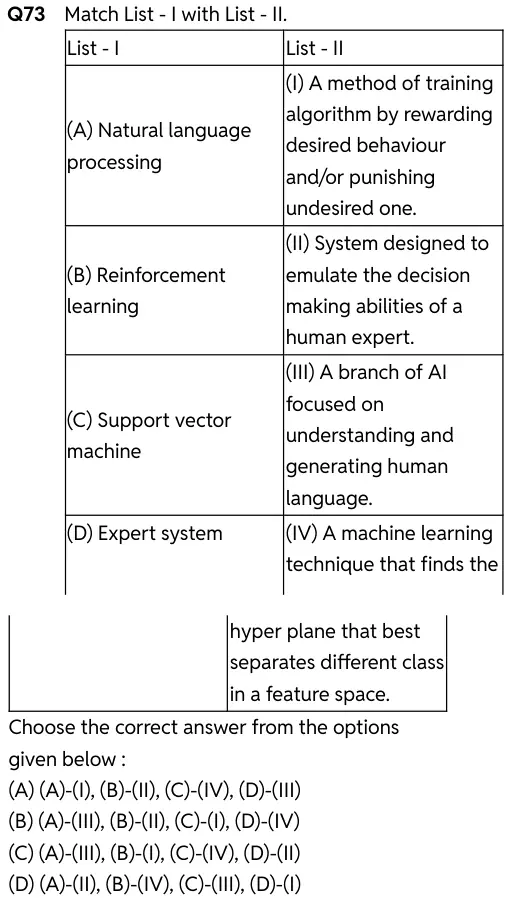 Q73 Match List - I with List - II.
List - I List - II
(A) Natural language
processing
(I) A method of training
algorithm by rewarding
desired behaviour
and/or punishing
undesired one.
(B) Reinforcement
learning
(II) System designed to
emulate the decision
making abilities of a
human expert.
(C) Support vector
machine
(III) A branch of AI
focused on
understanding and
generating human
language.
(D) Expert system
(IV) A machine learning
technique that finds the
hyper plane that best
separates different class
in a feature space.
Choose the correct answer from the options
given below :
(A) (A)-(I), (B)-(II), (C)-(IV), (D)-(III)
(B) (A)-(III), (B)-(II), (C)-(I), (D)-(IV)
(C) (A)-(III), (B)-(I), (C)-(IV), (D)-(II)
(D) (A)-(II), (B)-(IV), (C)-(III), (D)-(I)